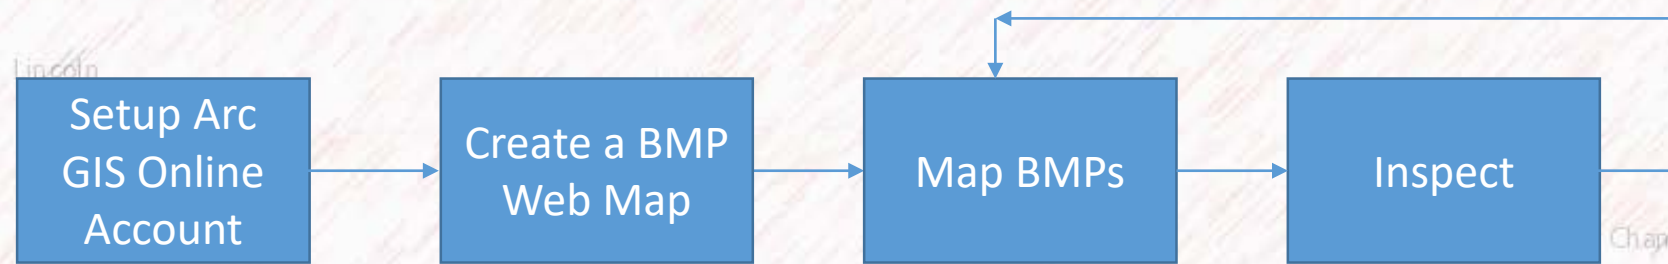 Lincoln
Setup Arc
GIS Online
Account
Create a BMP
Web Map
Map BMPs
Inspect